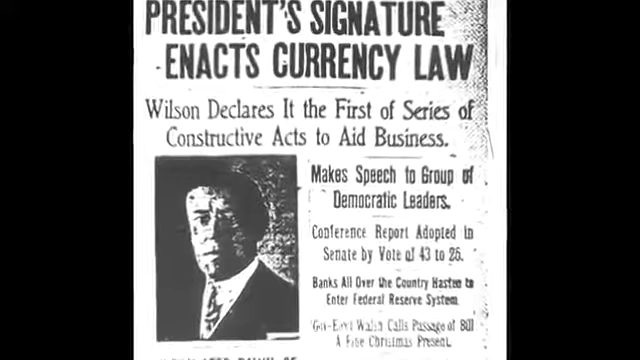 PRESIDENT'S SIGNATURE
ENACTS CURRENCY LAW
Wilson Declares It the First of Series of
Constructive Acts to Aid Business.
Makes Speech to Group of
Democratic Leaders.
Conference Report Adopted in
Senate by Vote of 43 to 25.
Banks All Over the Country Hasten to
Enter Federal Reserve System.
Walsh Calls Passage of Bill
A Fine Christmas Present.